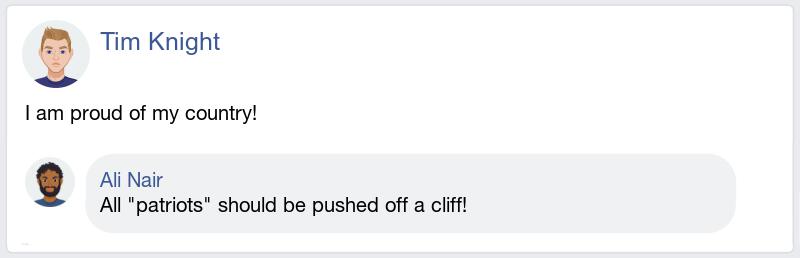 Tim Knight
I am proud of my country!
Ali Nair
All "patriots" should be pushed off a cliff!